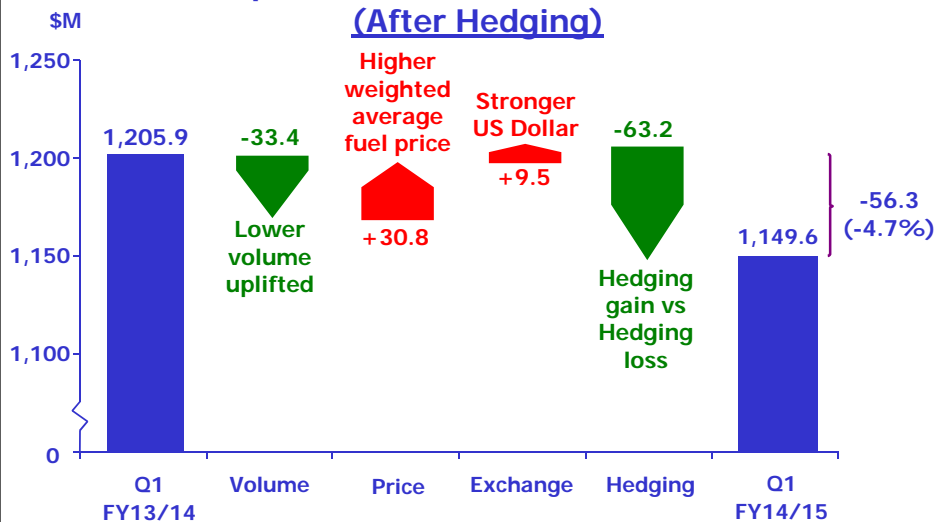 (After Hedging)
$M
1,250
1,200
1,150
1,100
0
1,205.9
-33.4
Lower
volume
uplifted
Higher
weighted
average
fuel price
+30.8
Stronger
US Dollar
+9.5
-63.2
Hedging
gain vs
Hedging
loss
1,149.6
-56.3
(-4.7%)
Q1
FY13/14
Volume
Price
Exchange
Hedging
Q1
FY14/15